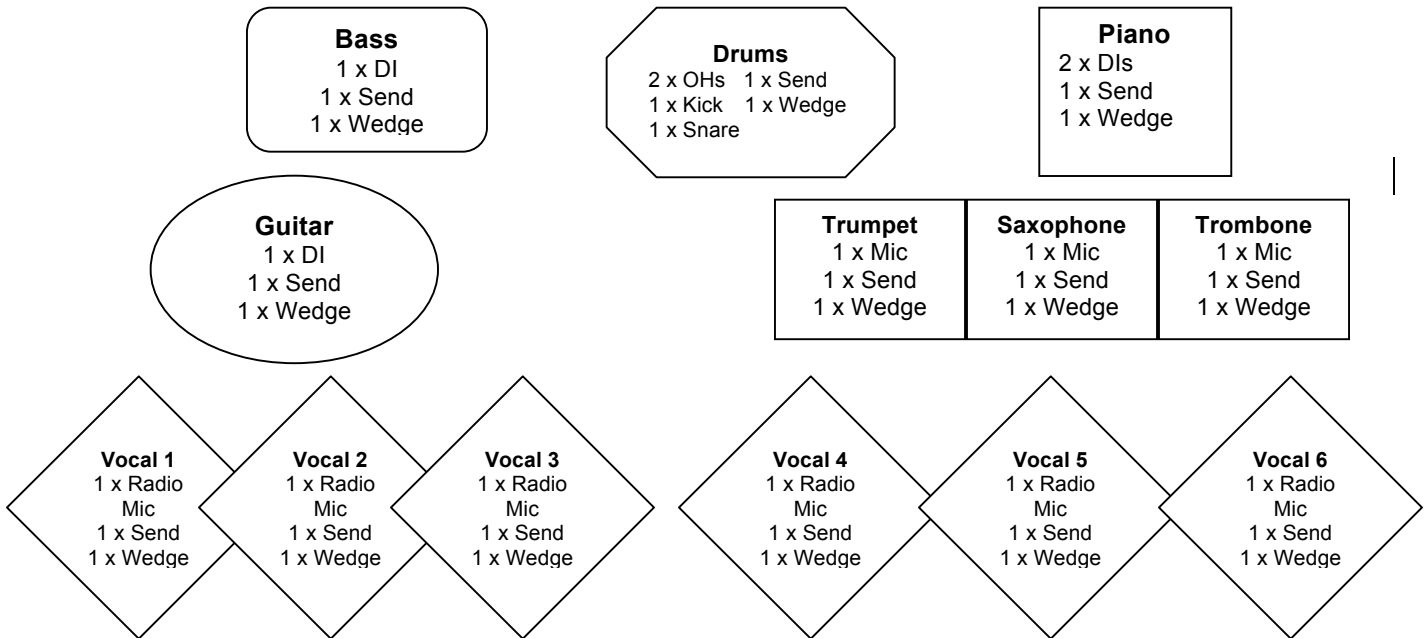 Bass
1 x DI
1 x Send
1 x Wedge
Drums
2 x OHs 1 x Send
1 x Kick 1 x Wedge
1 x Snare
Piano
2 x DIs
1 x Send
1 x Wedge
Guitar
1 x DI
1 x Send
1 x Wedge
Trumpet
1 x Mic
1 x Send
1 x Wedge
Saxophone
1 x Mic
1 x Send
1 x Wedge
Trombone
1 x Mic
1 x Send
1 x Wedge
Vocal 1
1 x Radio
Mic
1 x Send
1 x Wedge
Vocal 2
1 x Radio
Mic
1 x Send
1 x Wedge
Vocal 3
1 x Radio
Mic
1 x Send
1 x Wedge
Vocal 4
1 x Radio
Mic
1 x Send
1 x Wedge
Vocal 5
1 x Radio
Mic
1 x Send
1 x Wedge
Vocal 6
1 x Radio
Mic
1 x Send
1 x Wedge